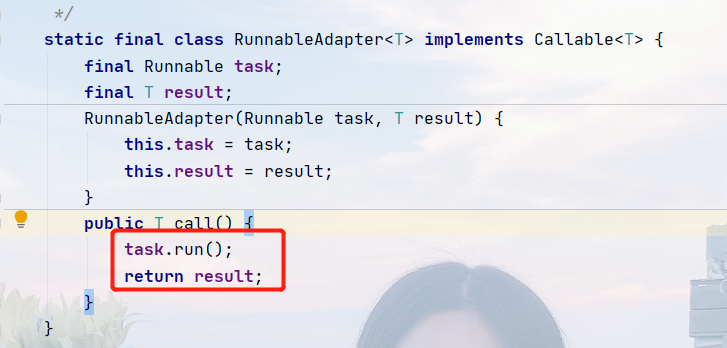 */
static final class RunnableAdapter<T> implements Callable<T> {
final Runnable task;
final T result;
RunnableAdapter(Runnable task, T result) {
this.task = task;
this.result = result;
}
public T call() {
task.run();
return result;
}
}